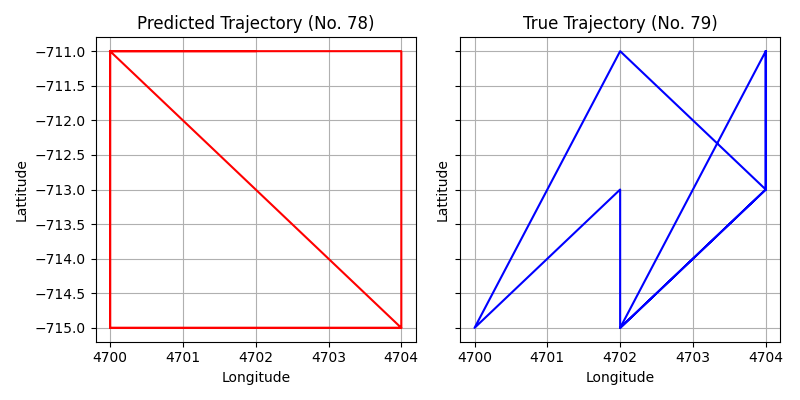 Predicted Trajectory (No. 78)
True Trajectory (No. 79)
−711.0
−711.5
−712.0
−712.5
−713.0
−713.5
−714.0
−714.5
−715.0
Lattitude
Lattitude
4700 4701 4702 4703 4704
4700 4701 4702 4703 4704
Longitude
Longitude